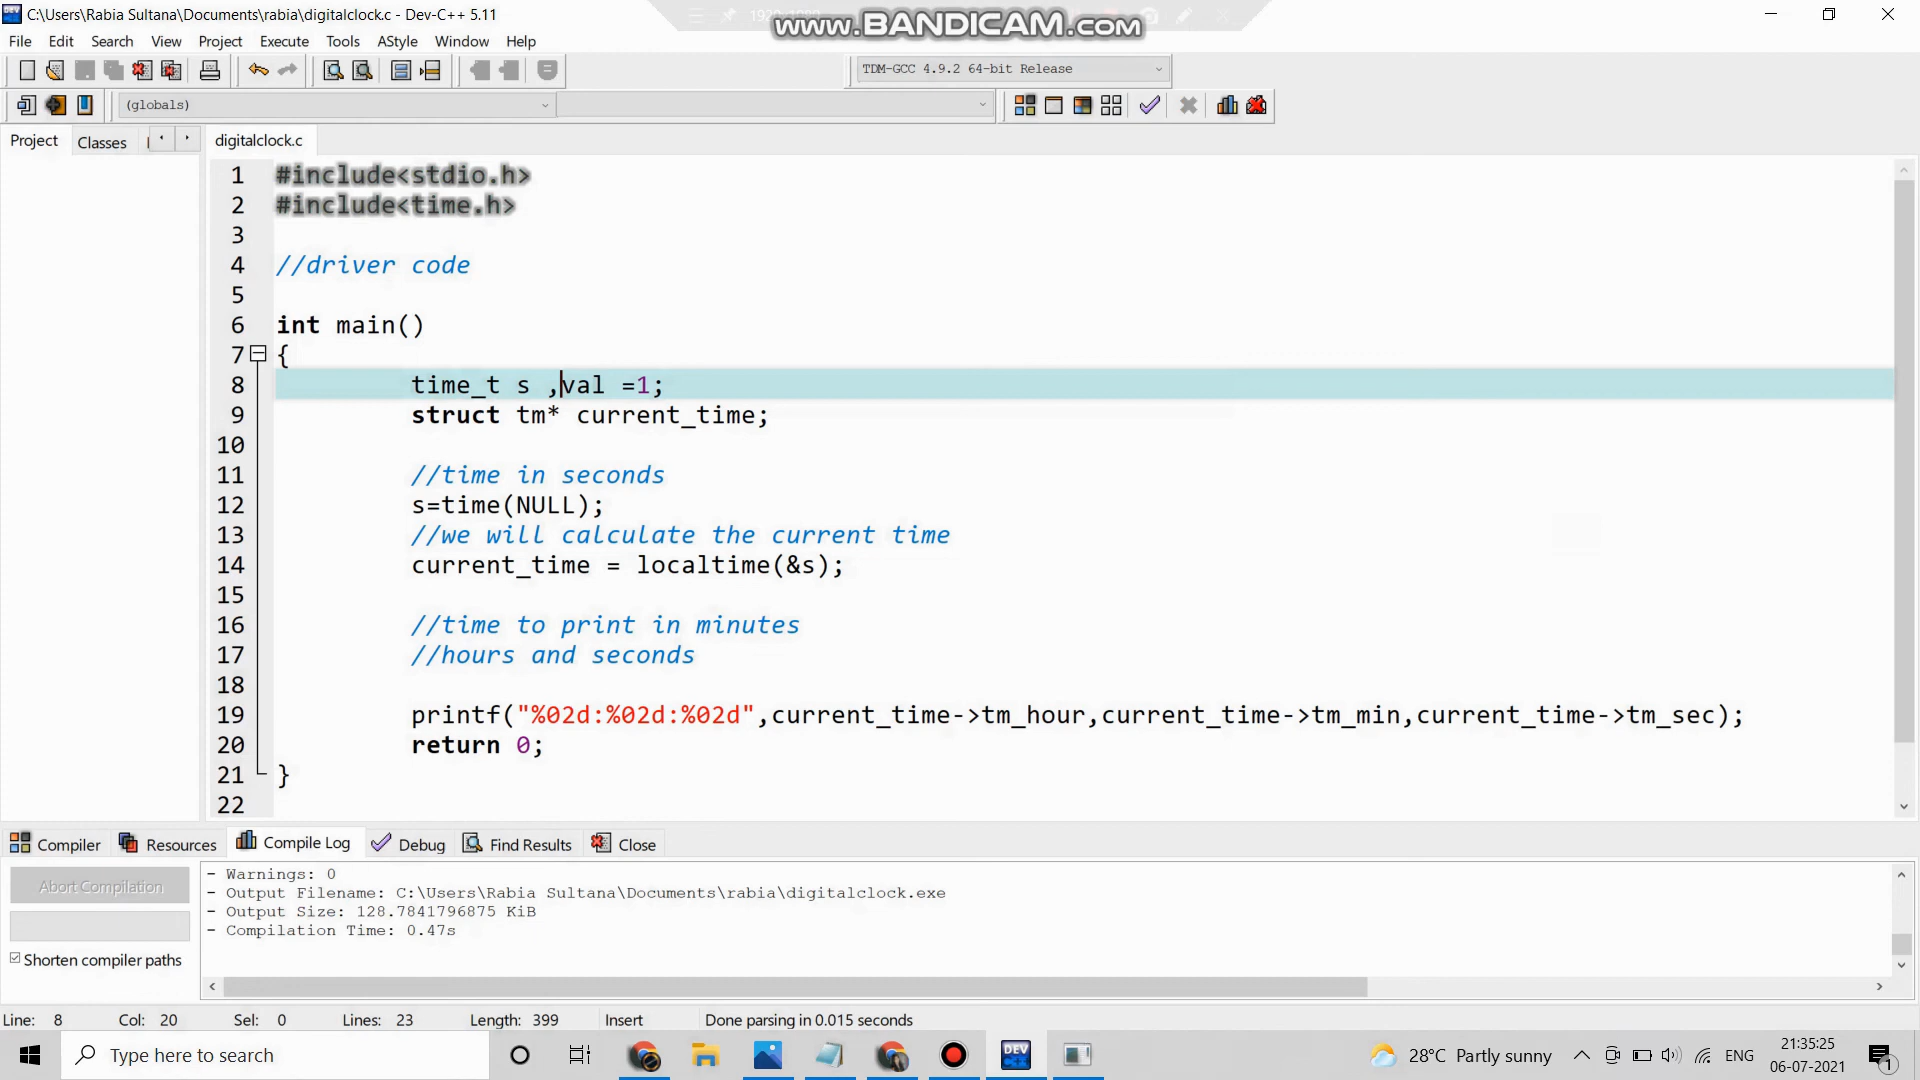 C:\Users\Rabia Sultana\Documents\rabia\digitalclock.c - Dev-C++ 5.11
www.BANDICAM.com
File Edit Search View Project Execute Tools AStyle Window Help
TDM-GCC 4.9.2 64-bit Release
(globals)
Project Classes
digitalclock.c
1 #include<stdio.h>
2 #include<time.h>
3
4 //driver code
5
6 int main()
7 {
8 time_t s ,val =1;
9 struct tm* current_time;
10
11 //time in seconds
12 s=time(NULL);
13 //we will calculate the current time
14 current_time = localtime(&s);
15
16 //time to print in minutes
17 //hours and seconds
18
19 printf("%02d:%02d:%02d",current_time->tm_hour,current_time->tm_min,current_time->tm_sec);
20 return 0;
21 }
22
Compiler Resources Compile Log Debug Find Results Close
Abort Compilation
Shorten compiler paths
- Warnings: 0
- Output Filename: C:\Users\Rabia Sultana\Documents\rabia\digitalclock.exe
- Output Size: 128.7841796875 KiB
- Compilation Time: 0.47s
Line: 8 Col: 20 Sel: 0 Lines: 23 Length: 399 Insert Done parsing in 0.015 seconds
Type here to search
DEV
28°C Partly sunny
ENG
21:35:25
06-07-2021
1